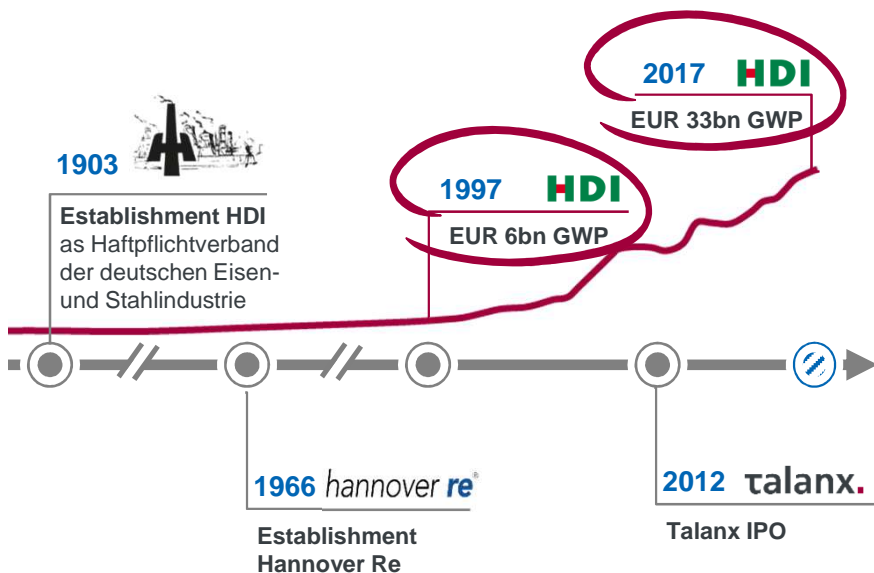 1903
Establishment HDI
as Haftpflichtverband
der deutschen Eisen-
und Stahlindustrie
1966 hannover re®
Establishment
Hannover Re
1997 HDI
EUR 6bn GWP
2012 talanx.
Talanx IPO
2017 HDI
EUR 33bn GWP